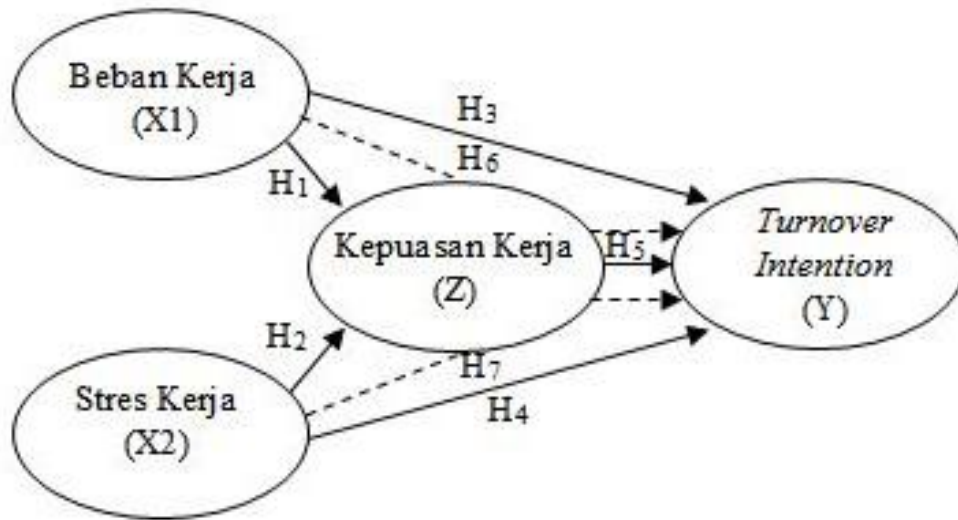 Beban Kerja
(X1)
H3
H6
H1
Turnover
Intention
(Y)
Kepuasan Kerja
(Z)
H5
H2
H7
H4
Stres Kerja
(X2)